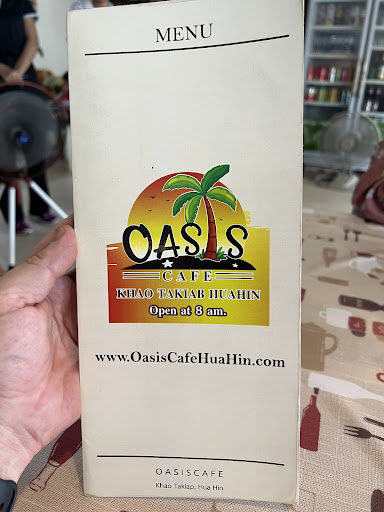 MENU
OASIS
CAFE
KHAO TAKIAB HUAHIN
Open at 8 am.
www.OasisCafeHuaHin.com
OASISCAFE
Khao Takiap, Hua Hin